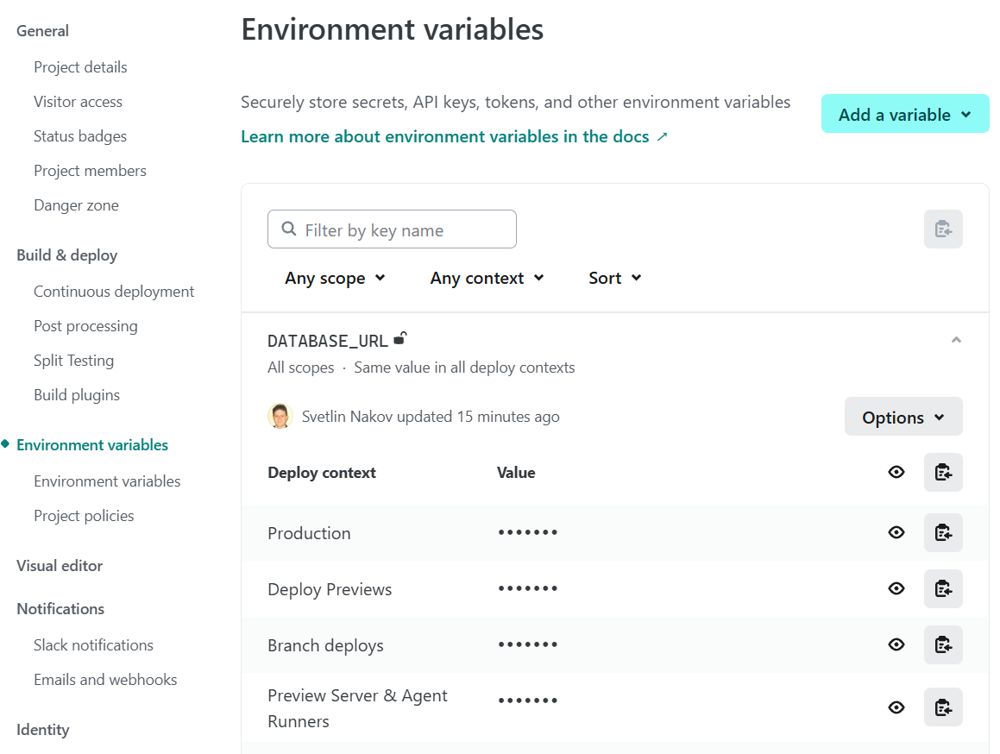 General
Project details
Visitor access
Status badges
Project members
Danger zone
Build & deploy
Continuous deployment
Post processing
Split Testing
Build plugins
Environment variables
Environment variables
Project policies
Visual editor
Notifications
Slack notifications
Emails and webhooks
Identity
Environment variables
Securely store secrets, API keys, tokens, and other environment variables
Learn more about environment variables in the docs ↗
Add a variable
Filter by key name
Any scope
Any context
Sort
DATABASE_URL
All scopes · Same value in all deploy contexts
Svetlin Nakov updated 15 minutes ago
Options
Deploy context Value
Production •••••••
Deploy Previews •••••••
Branch deploys •••••••
Preview Server & Agent •••••••
Runners